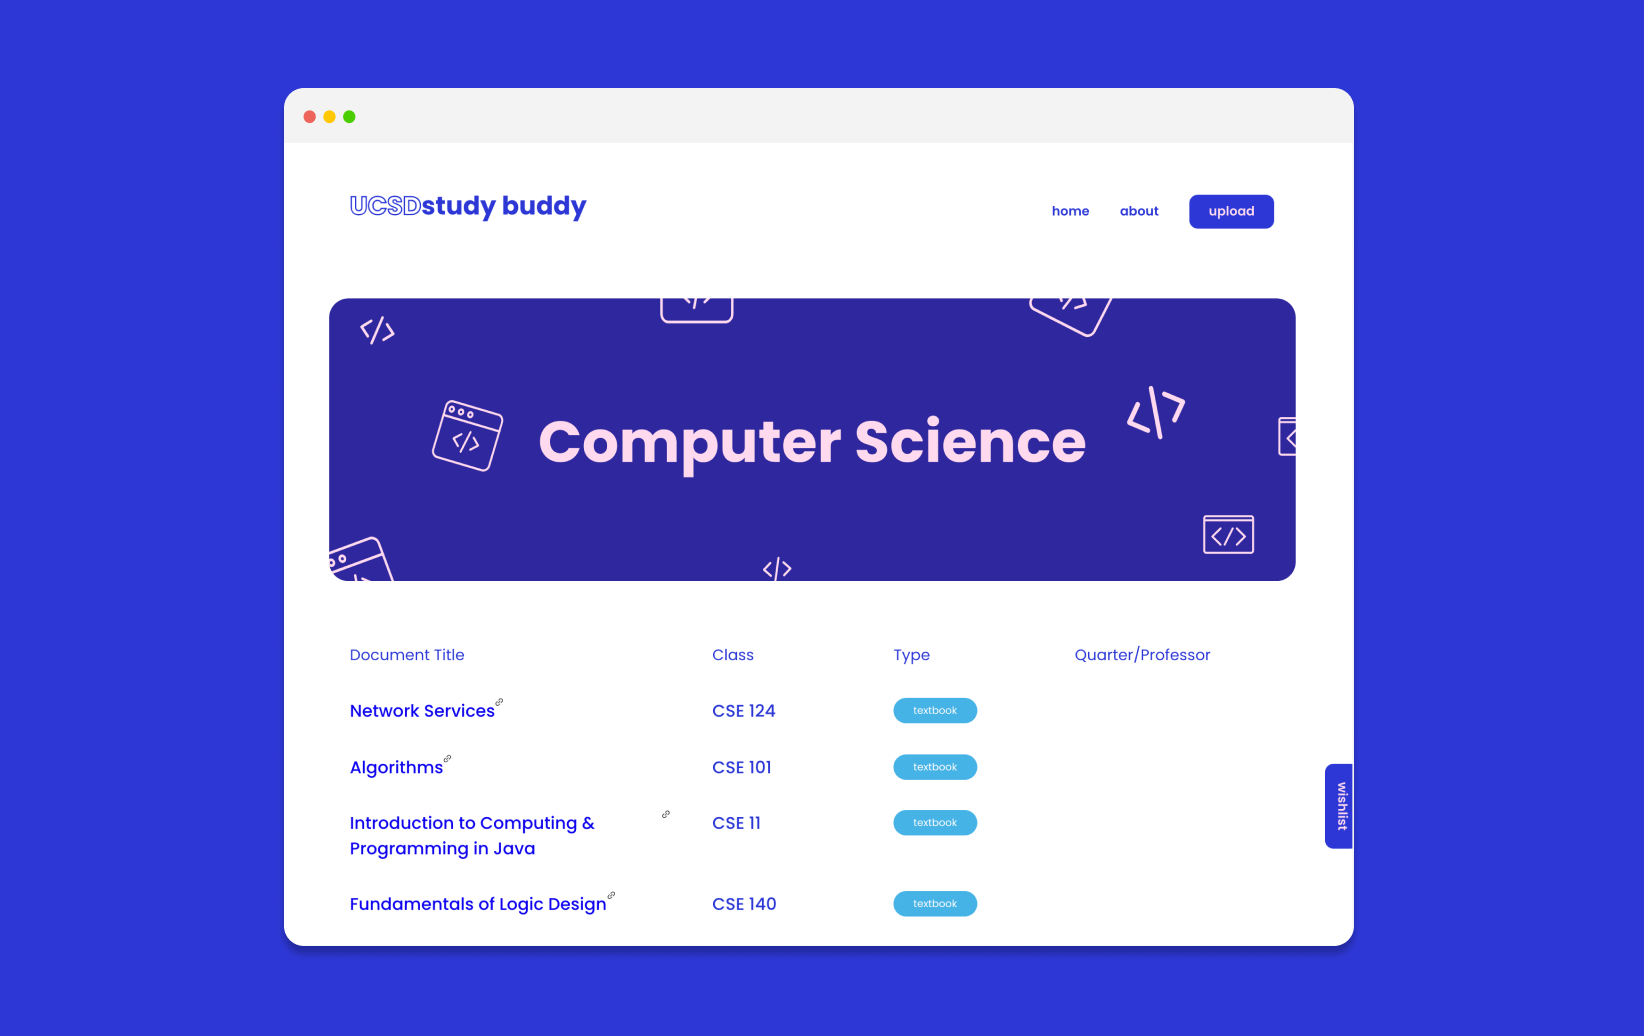 UCSDstudy buddy
home about upload
</>
</>
</>
Computer Science
</>
</>
</>
Document Title Class Type Quarter/Professor
Network Services CSE 124 textbook
Algorithms CSE 101 textbook
Introduction to Computing & CSE 11 textbook
Programming in Java
wishlist
Fundamentals of Logic Design CSE 140 textbook